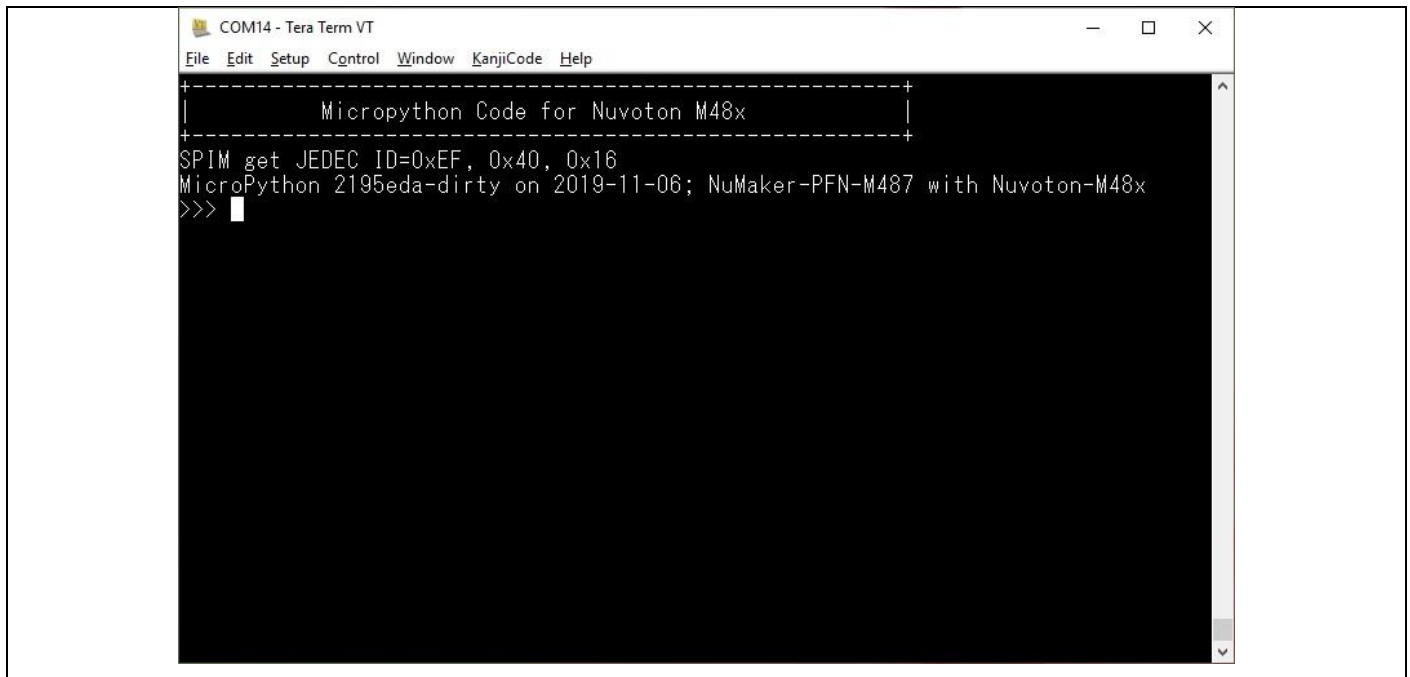 COM14 - Tera Term VT
File Edit Setup Control Window KanjiCode Help
+------------------------------------------------------+
| Micropython Code for Nuvoton M48x |
+------------------------------------------------------+
SPIM get JEDEC ID=0xEF, 0x40, 0x16
MicroPython 2195eda-dirty on 2019-11-06; NuMaker-PFN-M487 with Nuvoton-M48x
>>>